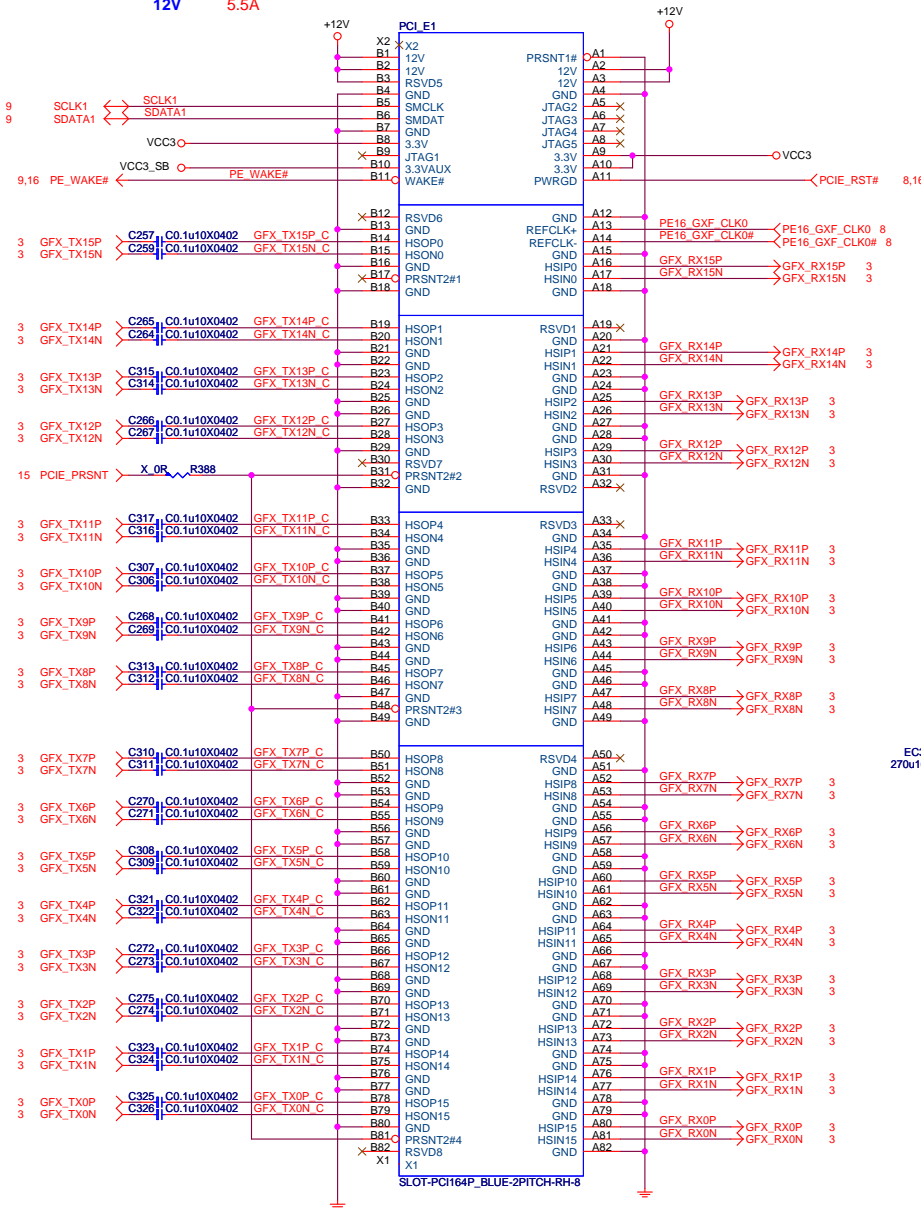 12V 5.5A
+12V +12V
PCI_E1
X2 X2
B1 12V PRSNT1# A1
B2 12V 12V A2
B3 RSVD5 12V A3
B4 GND GND A4
9 SCLK1 SCLK1 B5 SMCLK JTAG2 A5
9 SDATA1 SDATA1 B6 SMDAT JTAG3 A6
B7 GND JTAG4 A7
VCC3 B8 3.3V JTAG5 A8
B9 JTAG1 3.3V A9 VCC3
VCC3_SB B10 3.3VAUX 3.3V A10
9,16 PE_WAKE# PE_WAKE# B11 WAKE# PWRGD A11 PCIE_RST# 8,16
B12 RSVD6 GND A12
B13 GND REFCLK+ A13 PE16_GXF_CLK0 PE16_GXF_CLK0 8
3 GFX_TX15P C257 C0.1u10X0402 GFX_TX15P_C B14 HSOP0 REFCLK- A14 PE16_GXF_CLK0# PE16_GXF_CLK0# 8
3 GFX_TX15N C259 C0.1u10X0402 GFX_TX15N_C B15 HSON0 GND A15
B16 GND HSIP0 A16 GFX_RX15P GFX_RX15P 3
B17 PRSNT2#1 HSIN0 A17 GFX_RX15N GFX_RX15N 3
B18 GND GND A18
3 GFX_TX14P C265 C0.1u10X0402 GFX_TX14P_C B19 HSOP1 RSVD1 A19
3 GFX_TX14N C264 C0.1u10X0402 GFX_TX14N_C B20 HSON1 GND A20
B21 GND HSIP1 A21 GFX_RX14P GFX_RX14P 3
B22 GND HSIN1 A22 GFX_RX14N GFX_RX14N 3
3 GFX_TX13P C315 C0.1u10X0402 GFX_TX13P_C B23 HSOP2 GND A23
3 GFX_TX13N C314 C0.1u10X0402 GFX_TX13N_C B24 HSON2 GND A24
B25 GND HSIP2 A25 GFX_RX13P GFX_RX13P 3
B26 GND HSIN2 A26 GFX_RX13N GFX_RX13N 3
3 GFX_TX12P C266 C0.1u10X0402 GFX_TX12P_C B27 HSOP3 GND A27
3 GFX_TX12N C267 C0.1u10X0402 GFX_TX12N_C B28 HSON3 GND A28
B29 GND HSIP3 A29 GFX_RX12P GFX_RX12P 3
B30 RSVD7 HSIN3 A30 GFX_RX12N GFX_RX12N 3
15 PCIE_PRSNT X_0R R388 B31 PRSNT2#2 GND A31
B32 GND RSVD2 A32
3 GFX_TX11P C317 C0.1u10X0402 GFX_TX11P_C B33 HSOP4 RSVD3 A33
3 GFX_TX11N C316 C0.1u10X0402 GFX_TX11N_C B34 HSON4 GND A34
B35 GND HSIP4 A35 GFX_RX11P GFX_RX11P 3
B36 GND HSIN4 A36 GFX_RX11N GFX_RX11N 3
3 GFX_TX10P C307 C0.1u10X0402 GFX_TX10P_C B37 HSOP5 GND A37
3 GFX_TX10N C306 C0.1u10X0402 GFX_TX10N_C B38 HSON5 GND A38
B39 GND HSIP5 A39 GFX_RX10P GFX_RX10P 3
B40 GND HSIN5 A40 GFX_RX10N GFX_RX10N 3
3 GFX_TX9P C268 C0.1u10X0402 GFX_TX9P_C B41 HSOP6 GND A41
3 GFX_TX9N C269 C0.1u10X0402 GFX_TX9N_C B42 HSON6 GND A42
B43 GND HSIP6 A43 GFX_RX9P GFX_RX9P 3
B44 GND HSIN6 A44 GFX_RX9N GFX_RX9N 3
3 GFX_TX8P C313 C0.1u10X0402 GFX_TX8P_C B45 HSOP7 GND A45
3 GFX_TX8N C312 C0.1u10X0402 GFX_TX8N_C B46 HSON7 GND A46
B47 GND HSIP7 A47 GFX_RX8P GFX_RX8P 3
B48 PRSNT2#3 HSIN7 A48 GFX_RX8N GFX_RX8N 3
B49 GND GND A49
3 GFX_TX7P C310 C0.1u10X0402 GFX_TX7P_C B50 HSOP8 RSVD4 A50 EC3
3 GFX_TX7N C311 C0.1u10X0402 GFX_TX7N_C B51 HSON8 GND A51 270u1
B52 GND HSIP8 A52 GFX_RX7P GFX_RX7P 3
B53 GND HSIN8 A53 GFX_RX7N GFX_RX7N 3
3 GFX_TX6P C270 C0.1u10X0402 GFX_TX6P_C B54 HSOP9 GND A54
3 GFX_TX6N C271 C0.1u10X0402 GFX_TX6N_C B55 HSON9 GND A55
B56 GND HSIP9 A56 GFX_RX6P GFX_RX6P 3
B57 GND HSIN9 A57 GFX_RX6N GFX_RX6N 3
3 GFX_TX5P C308 C0.1u10X0402 GFX_TX5P_C B58 HSOP10 GND A58
3 GFX_TX5N C309 C0.1u10X0402 GFX_TX5N_C B59 HSON10 GND A59
B60 GND HSIP10 A60 GFX_RX5P GFX_RX5P 3
B61 GND HSIN10 A61 GFX_RX5N GFX_RX5N 3
3 GFX_TX4P C321 C0.1u10X0402 GFX_TX4P_C B62 HSOP11 GND A62
3 GFX_TX4N C322 C0.1u10X0402 GFX_TX4N_C B63 HSON11 GND A63
B64 GND HSIP11 A64 GFX_RX4P GFX_RX4P 3
B65 GND HSIN11 A65 GFX_RX4N GFX_RX4N 3
3 GFX_TX3P C272 C0.1u10X0402 GFX_TX3P_C B66 HSOP12 GND A66
3 GFX_TX3N C273 C0.1u10X0402 GFX_TX3N_C B67 HSON12 GND A67
B68 GND HSIP12 A68 GFX_RX3P GFX_RX3P 3
B69 GND HSIN12 A69 GFX_RX3N GFX_RX3N 3
3 GFX_TX2P C275 C0.1u10X0402 GFX_TX2P_C B70 HSOP13 GND A70
3 GFX_TX2N C274 C0.1u10X0402 GFX_TX2N_C B71 HSON13 GND A71
B72 GND HSIP13 A72 GFX_RX2P GFX_RX2P 3
B73 GND HSIN13 A73 GFX_RX2N GFX_RX2N 3
3 GFX_TX1P C323 C0.1u10X0402 GFX_TX1P_C B74 HSOP14 GND A74
3 GFX_TX1N C324 C0.1u10X0402 GFX_TX1N_C B75 HSON14 GND A75
B76 GND HSIP14 A76 GFX_RX1P GFX_RX1P 3
B77 GND HSIN14 A77 GFX_RX1N GFX_RX1N 3
3 GFX_TX0P C325 C0.1u10X0402 GFX_TX0P_C B78 HSOP15 GND A78
3 GFX_TX0N C326 C0.1u10X0402 GFX_TX0N_C B79 HSON15 GND A79
B80 GND HSIP15 A80 GFX_RX0P GFX_RX0P 3
B81 PRSNT2#4 HSIN15 A81 GFX_RX0N GFX_RX0N 3
B82 RSVD8 GND A82
X1 X1
SLOT-PCI164P_BLUE-2PITCH-RH-8